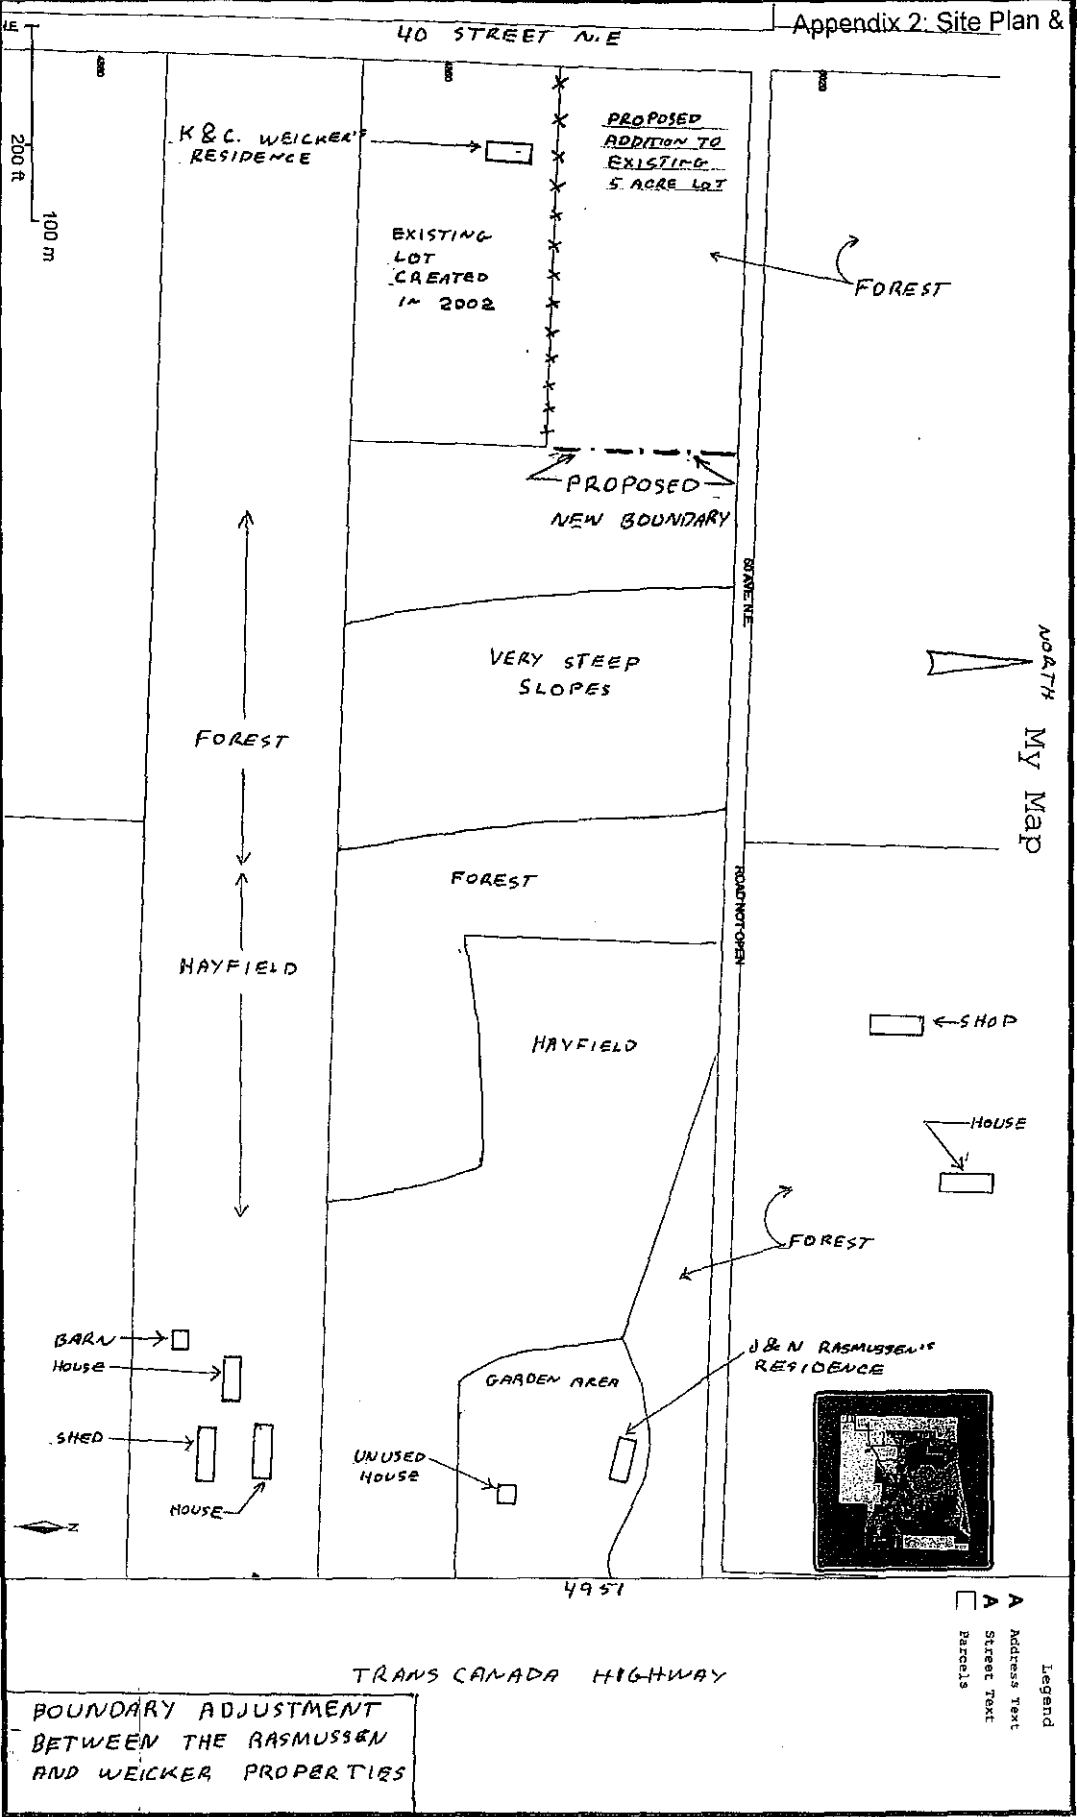 Appendix 2: Site Plan &
40 STREET N.E
200 ft
100 m
K & C. WEICKER'S
RESIDENCE
PROPOSED
ADDITION TO
EXISTING
5 ACRE LOT
EXISTING
LOT
CREATED
IN 2002
FOREST
PROPOSED
NEW BOUNDARY
60 AVE. N.E.
NORTH
My Map
VERY STEEP
SLOPES
FOREST
FOREST
ROAD NOT OPEN
HAYFIELD
HAYFIELD
SHOP
HOUSE
FOREST
BARN
HOUSE
SHED
HOUSE
GARDEN AREA
J & N RASMUSSEN'S
RESIDENCE
UNUSED
HOUSE
N
4951
Legend
A Address Text
A Street Text
Parcels
TRANS CANADA HIGHWAY
BOUNDARY ADJUSTMENT
BETWEEN THE RASMUSSEN
AND WEICKER PROPERTIES